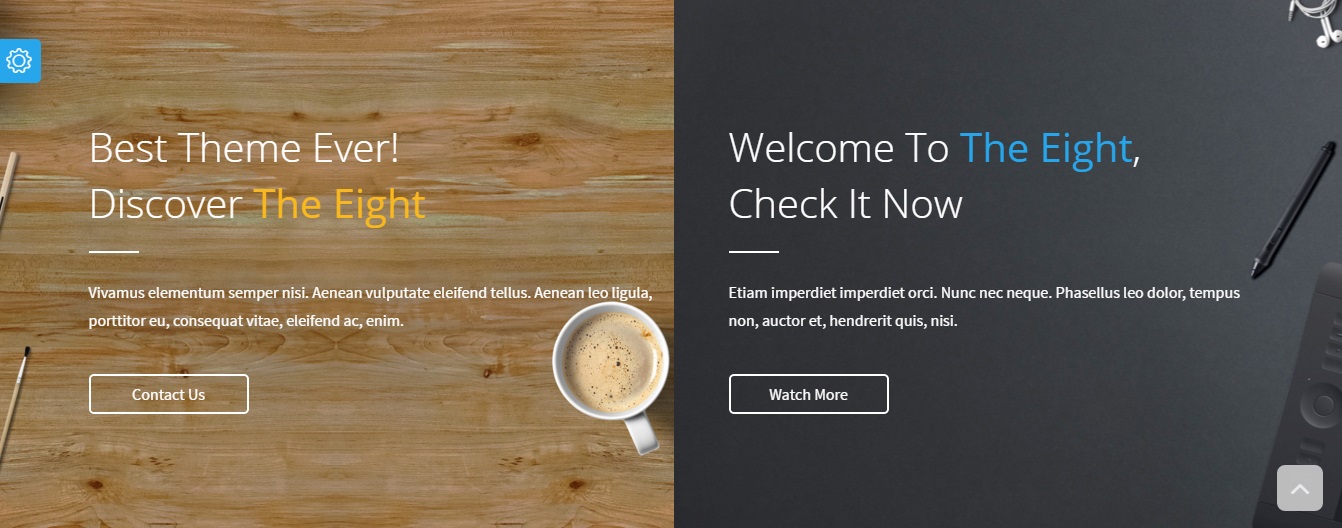 Best Theme Ever!
Discover The Eight
Vivamus elementum semper nisi. Aenean vulputate eleifend tellus. Aenean leo ligula,
porttitor eu, consequat vitae, eleifend ac, enim.
Contact Us
Welcome To The Eight,
Check It Now
Etiam imperdiet imperdiet orci. Nunc nec neque. Phasellus leo dolor, tempus
non, auctor et, hendrerit quis, nisi.
Watch More